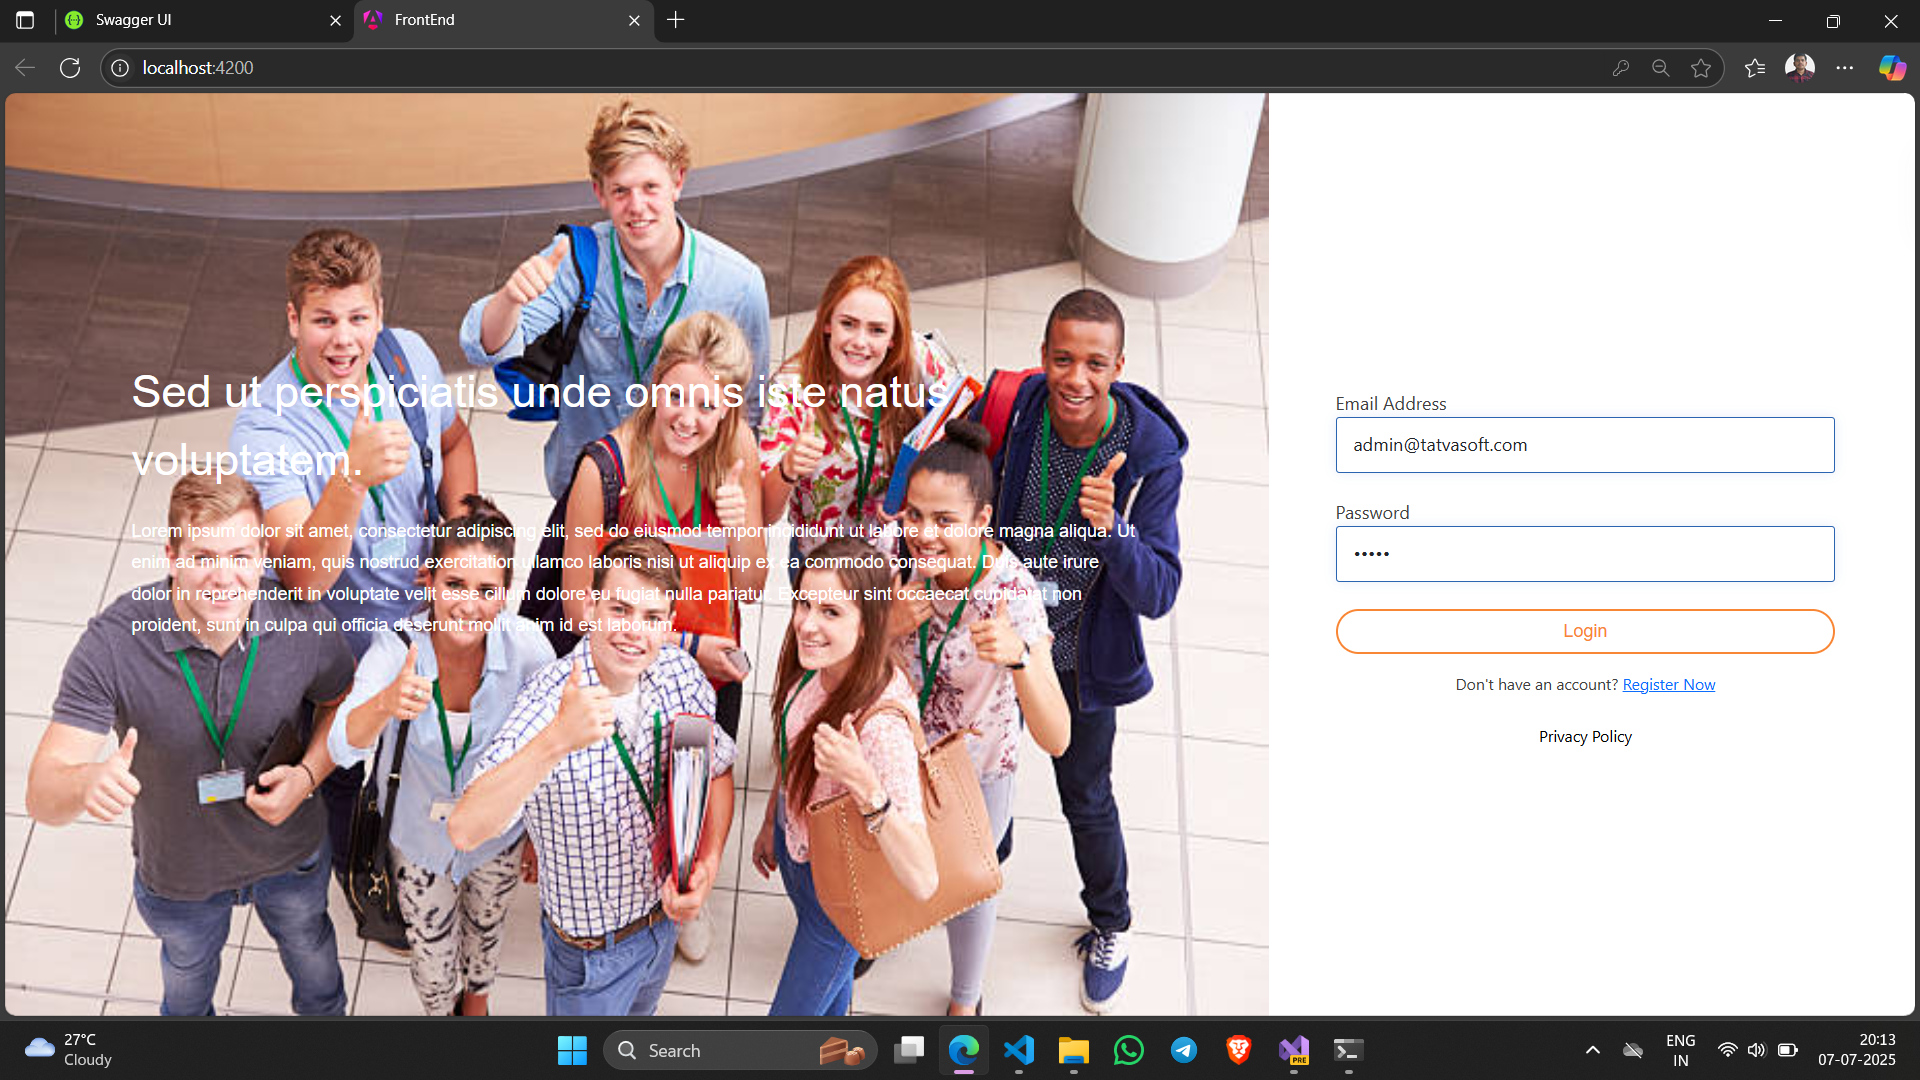 Swagger UI
FrontEnd
localhost:4200
Sed ut perspiciatis unde omnis iste natus
voluptatem.
Lorem ipsum dolor sit amet, consectetur adipiscing elit, sed do eiusmod tempor incididunt ut labore et dolore magna aliqua. Ut
enim ad minim veniam, quis nostrud exercitation ullamco laboris nisi ut aliquip ex ea commodo consequat. Duis aute irure
dolor in reprehenderit in voluptate velit esse cillum dolore eu fugiat nulla pariatur. Excepteur sint occaecat cupidatat non
proident, sunt in culpa qui officia deserunt mollit anim id est laborum.
Email Address
admin@tatvasoft.com
Password
•••••
Login
Don't have an account? Register Now
Privacy Policy
27°C
Cloudy
Search
PRE
ENG
IN
20:13
07-07-2025